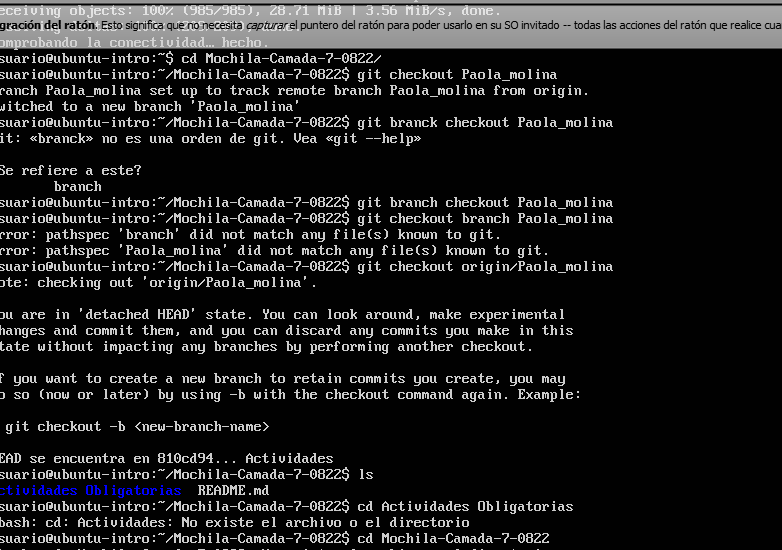 eceiving objects: 100% (985/985), 28.71 MiB | 3.56 MiB/s, done.
gración del ratón. Esto significa que no necesita capturar el puntero del ratón para poder usarlo en su SO invitado -- todas las acciones del ratón que realice cua
omprobando la conectividad… hecho.
suario@ubuntu-intro:~$ cd Mochila-Camada-7-0822/
suario@ubuntu-intro:~/Mochila-Camada-7-0822$ git checkout Paola_molina
ranch Paola_molina set up to track remote branch Paola_molina from origin.
witched to a new branch 'Paola_molina'
suario@ubuntu-intro:~/Mochila-Camada-7-0822$ git branck checkout Paola_molina
it: «branck» no es una orden de git. Vea «git --help»
Se refiere a este?
branch
suario@ubuntu-intro:~/Mochila-Camada-7-0822$ git branch checkout Paola_molina
suario@ubuntu-intro:~/Mochila-Camada-7-0822$ git checkout branch Paola_molina
rror: pathspec 'branch' did not match any file(s) known to git.
rror: pathspec 'Paola_molina' did not match any file(s) known to git.
suario@ubuntu-intro:~/Mochila-Camada-7-0822$ git checkout origin/Paola_molina
ote: checking out 'origin/Paola_molina'.
ou are in 'detached HEAD' state. You can look around, make experimental
hanges and commit them, and you can discard any commits you make in this
tate without impacting any branches by performing another checkout.
f you want to create a new branch to retain commits you create, you may
o so (now or later) by using -b with the checkout command again. Example:
git checkout -b <new-branch-name>
EAD se encuentra en 810cd94... Actividades
suario@ubuntu-intro:~/Mochila-Camada-7-0822$ ls
ctividades Obligatorias  README.md
suario@ubuntu-intro:~/Mochila-Camada-7-0822$ cd Actividades Obligatorias
bash: cd: Actividades: No existe el archivo o el directorio
suario@ubuntu-intro:~/Mochila-Camada-7-0822$ cd Mochila-Camada-7-0822